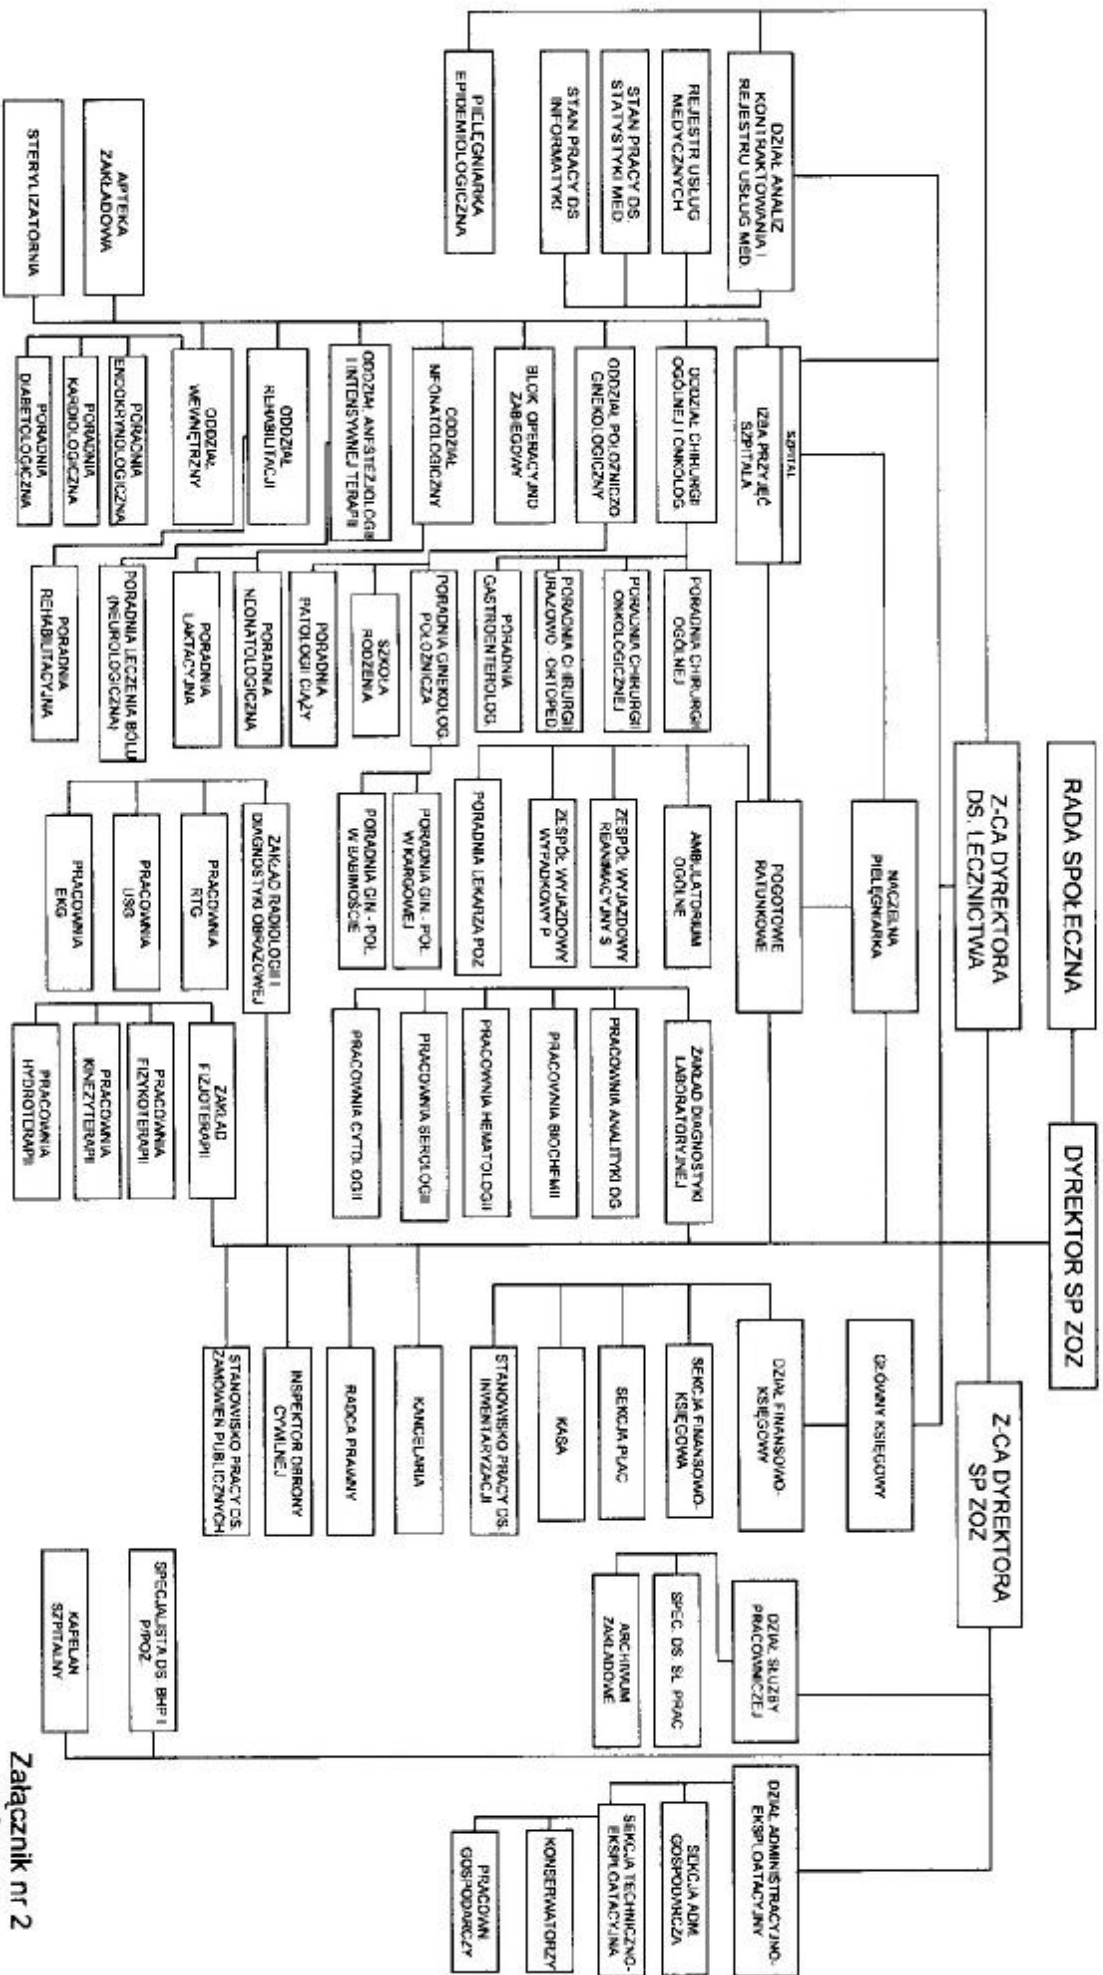 RADA SPOŁECZNA
DYREKTOR SP ZOZ
Z-CA DYREKTORA
DS. LECZNICTWA
Z-CA DYREKTORA
SP ZOZ
NACZELNA
PIELĘGNIARKA
GŁÓWNY KSIĘGOWY
DZIAŁ ANALIZ
KONTRAKTOWANIA I
REJESTRU USŁUG MED.
REJESTR USŁUG
MEDYCZNYCH
STAN PRACY DS.
STATYSTYKI MED.
STAN PRACY DS
INFORMATYKI
PIELĘGNIARKA
EPIDEMIOLOGICZNA
APTEKA
ZAKŁADOWA
STERYLIZATORNIA
SZPITAL
IZBA PRZYJĘĆ
SZPITALA
ODDZIAŁ CHIRURGII
OGÓLNEJ I ONKOLOG
ODDZIAŁ POŁOŻNICZO
GINEKOLOGICZNY
BLOK OPERACYJNO
ZABIEGOWY
ODDZIAŁ
NEONATOLOGICZNY
ODDZIAŁ ANESTEZJOLOGII
I INTENSYWNEJ TERAPII
ODDZIAŁ
REHABILITACJI
ODDZIAŁ
WEWNĘTRZNY
PORADNIA
ENDOKRYNOLOGICZNA
PORADNIA
KARDIOLOGICZNA
PORADNIA
DIABETOLOGICZNA
PORADNIA CHIRURGII
OGÓLNEJ
PORADNIA CHIRURGII
ONKOLOGICZNEJ
PORADNIA CHIRURGII
URAZOWO - ORTOPED.
PORADNIA
GASTROENTEROLOG.
PORADNIA GINEKOLOG.
POŁOŻNICZA
SZKOŁA
RODZENIA
PORADNIA
PATOLOGII CIĄŻY
PORADNIA
NEONATOLOGICZNA
PORADNIA
LAKTACYJNA
PORADNIA LECZENIA BÓLU
(NEUROLOGICZNA)
PORADNIA
REHABILITACYJNA
POGOTOWIE
RATUNKOWE
AMBULATORIUM
OGÓLNE
ZESPÓŁ WYJAZDOWY
REANIMACYJNY S
ZESPÓŁ WYJAZDOWY
WYPADKOWY P
PORADNIA LEKARZA POZ
PORADNIA GIN. - POŁ.
W KARGOWEJ
PORADNIA GIN. - POŁ.
W BABIMOŚCIE
ZAKŁAD RADIOLOGII I
DIAGNOSTYKI OBRAZOWEJ
PRACOWNIA
RTG
PRACOWNIA
USG
PRACOWNIA
EKG
ZAKŁAD DIAGNOSTYKI
LABORATORYJNEJ
PRACOWNIA ANALITYKI OG.
PRACOWNIA BIOCHEMII
PRACOWNIA HEMATOLOGII
PRACOWNIA SEROLOGII
PRACOWNIA CYTOLOGII
ZAKŁAD
FIZJOTERAPII
PRACOWNIA
FIZYKOTERAPII
PRACOWNIA
KINEZYTERAPII
PRACOWNIA
HYDROTERAPII
DZIAŁ FINANSOWO-
KSIĘGOWY
SEKCJA FINANSOWO-
KSIĘGOWA
SEKCJA PŁAC
KASA
STANOWISKO PRACY DS.
INWENTARYZACJI
KANCELARIA
RADCA PRAWNY
INSPEKTOR OBRONY
CYWILNEJ
STANOWISKO PRACY DS.
ZAMÓWIEŃ PUBLICZNYCH
DZIAŁ SŁUŻBY
PRACOWNICZEJ
SPEC. DS. SŁ. PRAC
ARCHIWUM
ZAKŁADOWE
SPECJALISTA DS. BHP I
P/POŻ
KAPELAN
SZPITALNY
DZIAŁ ADMINISTRACYJNO-
EKSPLOATACYJNY
SEKCJA ADM.
GOSPODARCZA
SEKCJA TECHNICZNO-
EKSPLOATACYJNA
KONSERWATORZY
PRACOWN.
GOSPODARCZY
Załącznik nr 2